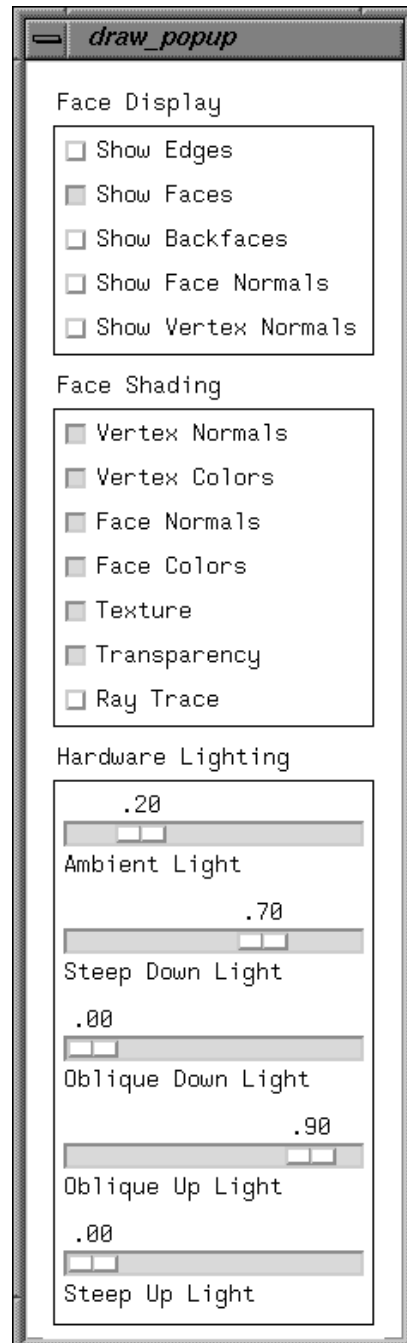 draw_popup
Face Display
Show Edges
Show Faces
Show Backfaces
Show Face Normals
Show Vertex Normals
Face Shading
Vertex Normals
Vertex Colors
Face Normals
Face Colors
Texture
Transparency
Ray Trace
Hardware Lighting
.20
Ambient Light
.70
Steep Down Light
.00
Oblique Down Light
.90
Oblique Up Light
.00
Steep Up Light